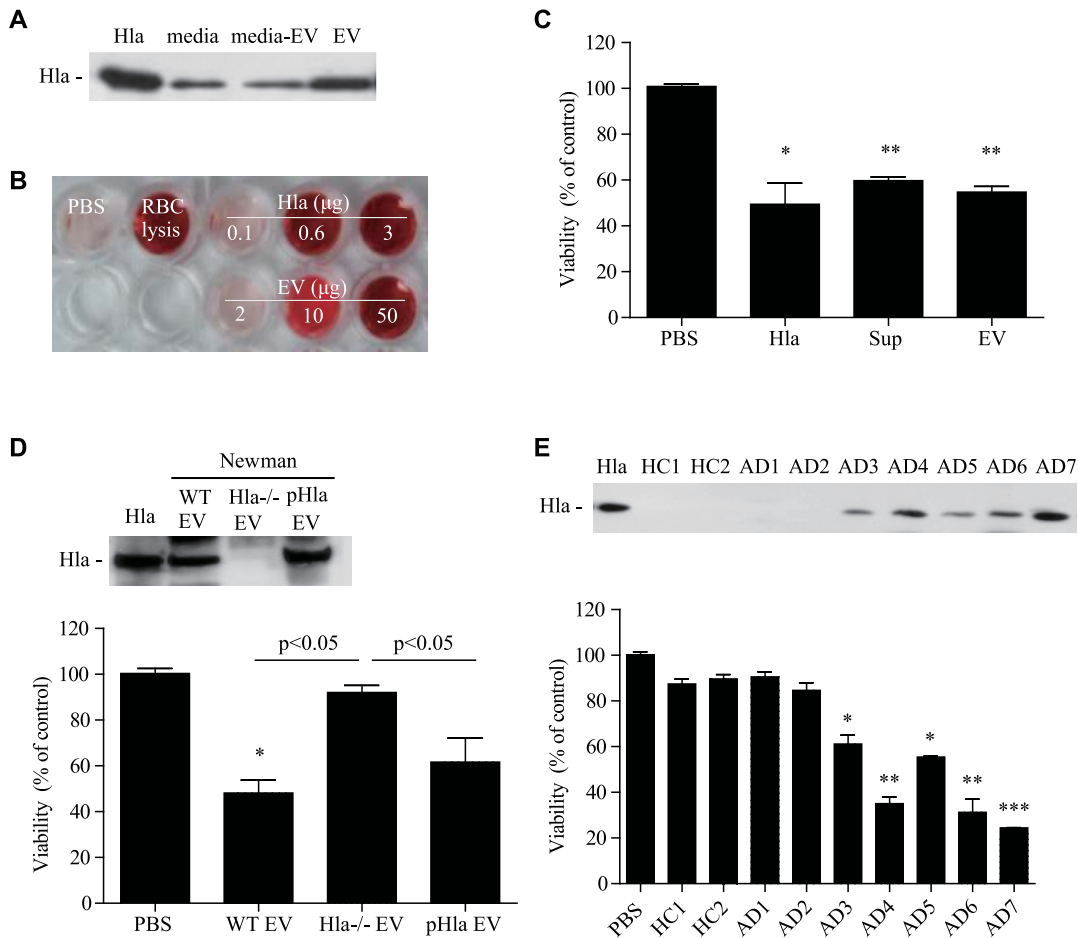 A
Hla media media-EV EV
Hla -
B
PBS
RBC lysis
Hla (µg)
0.1 0.6 3
EV (µg)
2 10 50
C
120
100
80
60
40
20
0
Viability (% of control)
* ** **
PBS Hla Sup EV
D
Newman
Hla
WT EV
Hla-/- EV
pHla EV
Hla -
120
100
80
60
40
20
0
Viability (% of control)
p<0.05 p<0.05
*
PBS WT EV Hla-/- EV pHla EV
E
Hla HC1 HC2 AD1 AD2 AD3 AD4 AD5 AD6 AD7
Hla -
120
100
80
60
40
20
0
Viability (% of control)
* ** * ** ***
PBS HC1 HC2 AD1 AD2 AD3 AD4 AD5 AD6 AD7